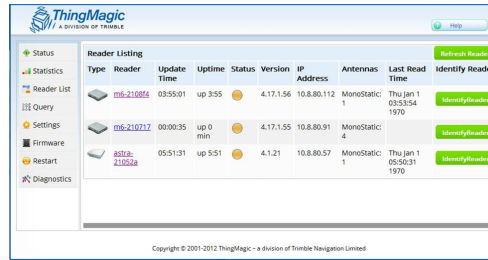 ThingMagic
A DIVISION OF TRIMBLE
Help
Status
Statistics
Reader List
Query
Settings
Firmware
Restart
Diagnostics
Reader Listing
Refresh Reade
Type Reader Update Time Uptime Status Version IP Address Antennas Last Read Time Identify Reade
m6-2108f4 03:55:01 up 3:55 4.17.1.56 10.8.80.112 MonoStatic: 1 Thu Jan 1 03:53:54 1970 IdentifyReader
m6-210717 00:00:35 up 0 min 4.17.1.55 10.8.80.91 MonoStatic: 4 IdentifyReader
astra-21052a 05:51:31 up 5:51 4.1.21 10.8.80.57 MonoStatic: 1 Thu Jan 1 05:50:31 1970 IdentifyReader
Copyright © 2001-2012 ThingMagic - a division of Trimble Navigation Limited